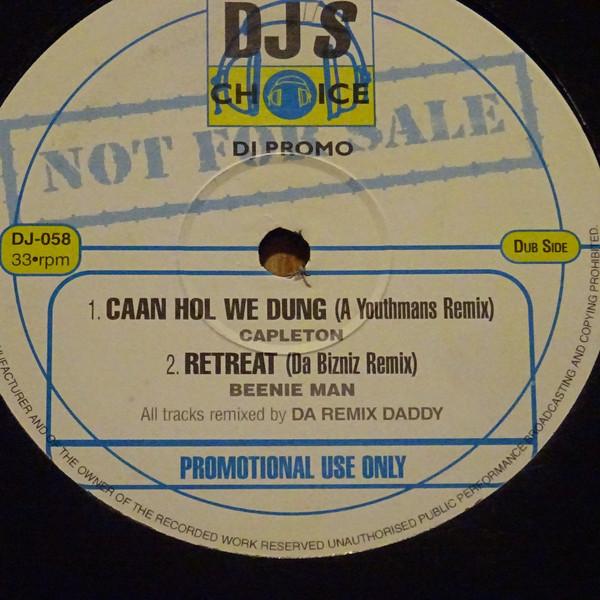 DJ'S
CHOICE
NOT FOR SALE
DJ PROMO
DJ-058
33•rpm
DUB SIDE
1. CAAN HOL WE DUNG (A Youthmans Remix)
CAPLETON
2. RETREAT (Da Bizniz Remix)
BEENIE MAN
All tracks remixed by DA REMIX DADDY
PROMOTIONAL USE ONLY
OF THE OWNER OF THE RECORDED WORK RESERVED UNAUTHORISED PUBLIC PERFORMANCE BROADCASTING AND COPYING PROHIBITED.